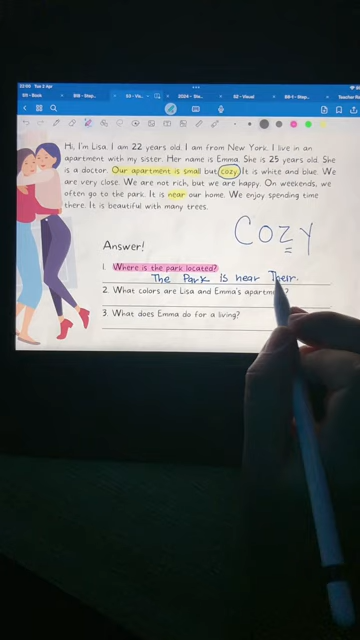 22:00 Tue 2 Apr
Hi, I'm Lisa. I am 22 years old. I am from New York. I live in an
apartment with my sister. Her name is Emma. She is 25 years old. She
is a doctor. Our apartment is small but cozy. It is white and blue. We
are very close. We are not rich, but we are happy. On weekends, we
often go to the park. It is near our home. We enjoy spending time
there. It is beautiful with many trees.
Cozy
Answer!
1. Where is the park located?
The Park Is near Their
2. What colors are Lisa and Emma's apartment?
3. What does Emma do for a living?